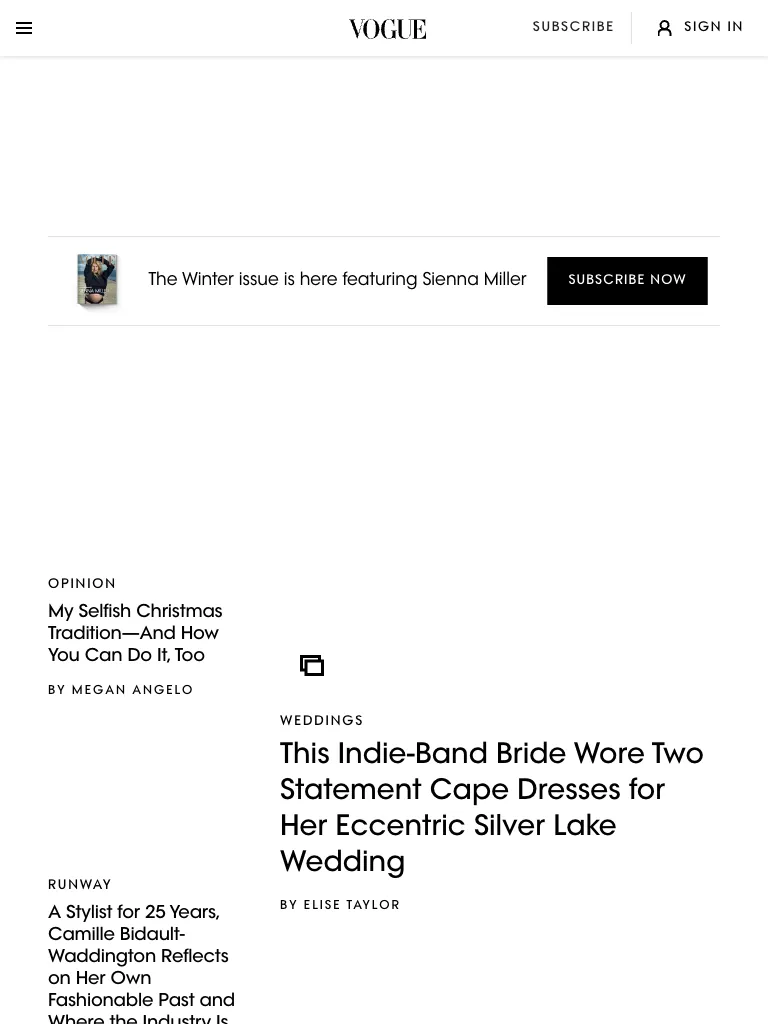 VOGUE
SUBSCRIBE
SIGN IN
The Winter issue is here featuring Sienna Miller
SUBSCRIBE NOW
OPINION
My Selfish Christmas
Tradition—And How
You Can Do It, Too
BY MEGAN ANGELO
WEDDINGS
This Indie-Band Bride Wore Two
Statement Cape Dresses for
Her Eccentric Silver Lake
Wedding
BY ELISE TAYLOR
RUNWAY
A Stylist for 25 Years,
Camille Bidault-
Waddington Reflects
on Her Own
Fashionable Past and
Where the Industry Is